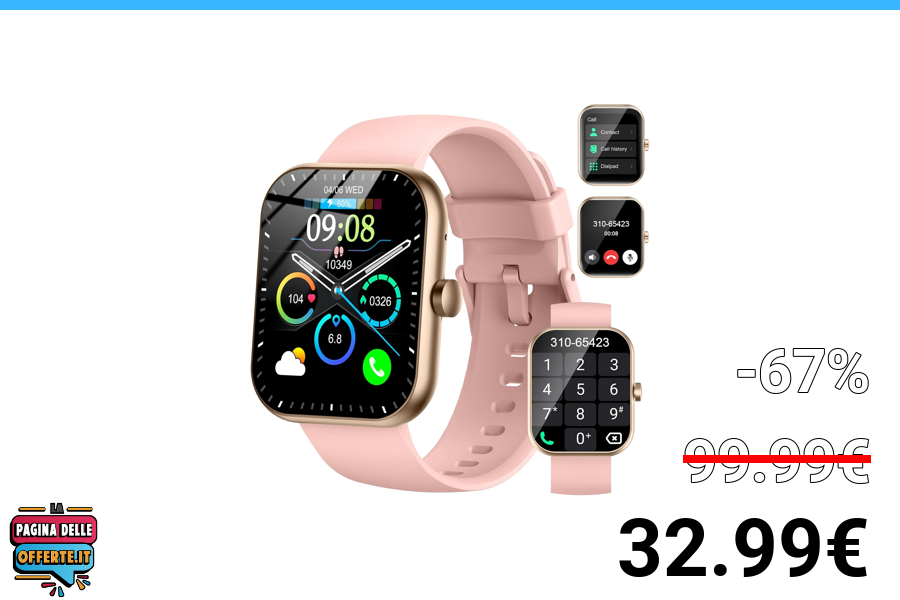 04/06 WED
50%
09:08
10349
104
0326
6.8
Call
Contact
Call history
Dialpad
310-65423
00:08
310-65423
1 2 3
4 5 6
7* 8 9#
0+
-67%
99.99€
32.99€
LA
PAGINA DELLE
OFFERTE.IT